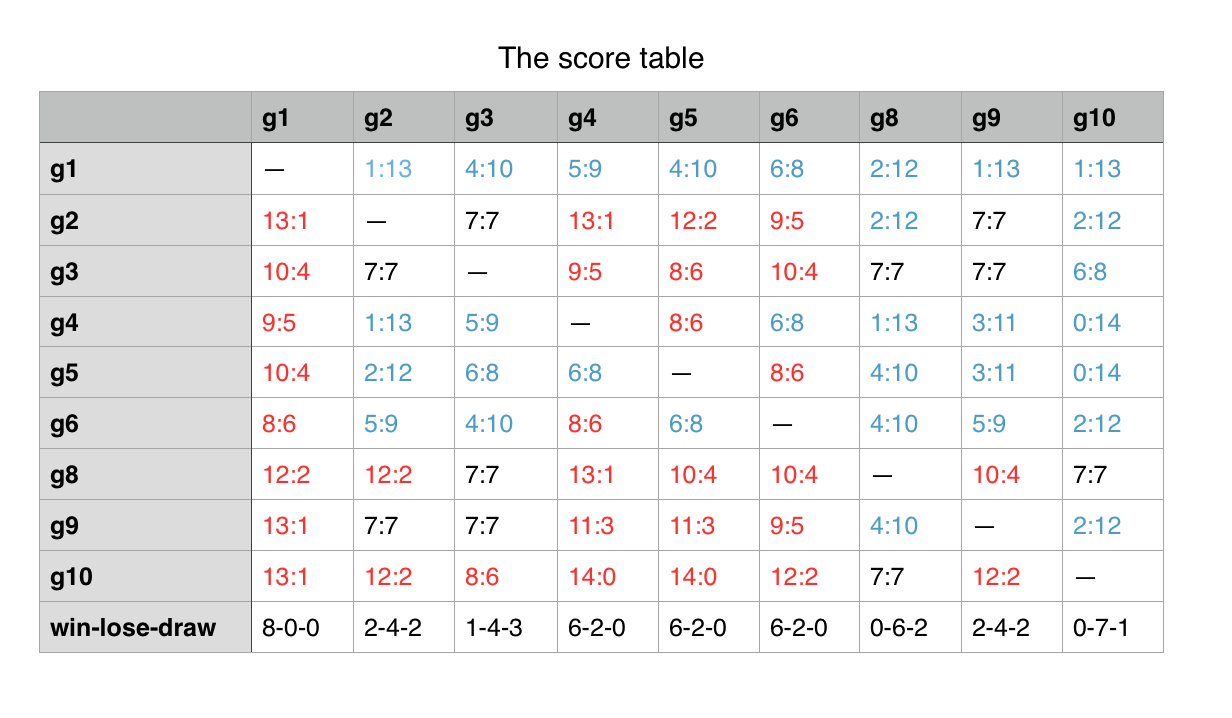 The score table
g1 g2 g3 g4 g5 g6 g8 g9 g10
g1 — 1:13 4:10 5:9 4:10 6:8 2:12 1:13 1:13
g2 13:1 — 7:7 13:1 12:2 9:5 2:12 7:7 2:12
g3 10:4 7:7 — 9:5 8:6 10:4 7:7 7:7 6:8
g4 9:5 1:13 5:9 — 8:6 6:8 1:13 3:11 0:14
g5 10:4 2:12 6:8 6:8 — 8:6 4:10 3:11 0:14
g6 8:6 5:9 4:10 8:6 6:8 — 4:10 5:9 2:12
g8 12:2 12:2 7:7 13:1 10:4 10:4 — 10:4 7:7
g9 13:1 7:7 7:7 11:3 11:3 9:5 4:10 — 2:12
g10 13:1 12:2 8:6 14:0 14:0 12:2 7:7 12:2 —
win-lose-draw 8-0-0 2-4-2 1-4-3 6-2-0 6-2-0 6-2-0 0-6-2 2-4-2 0-7-1